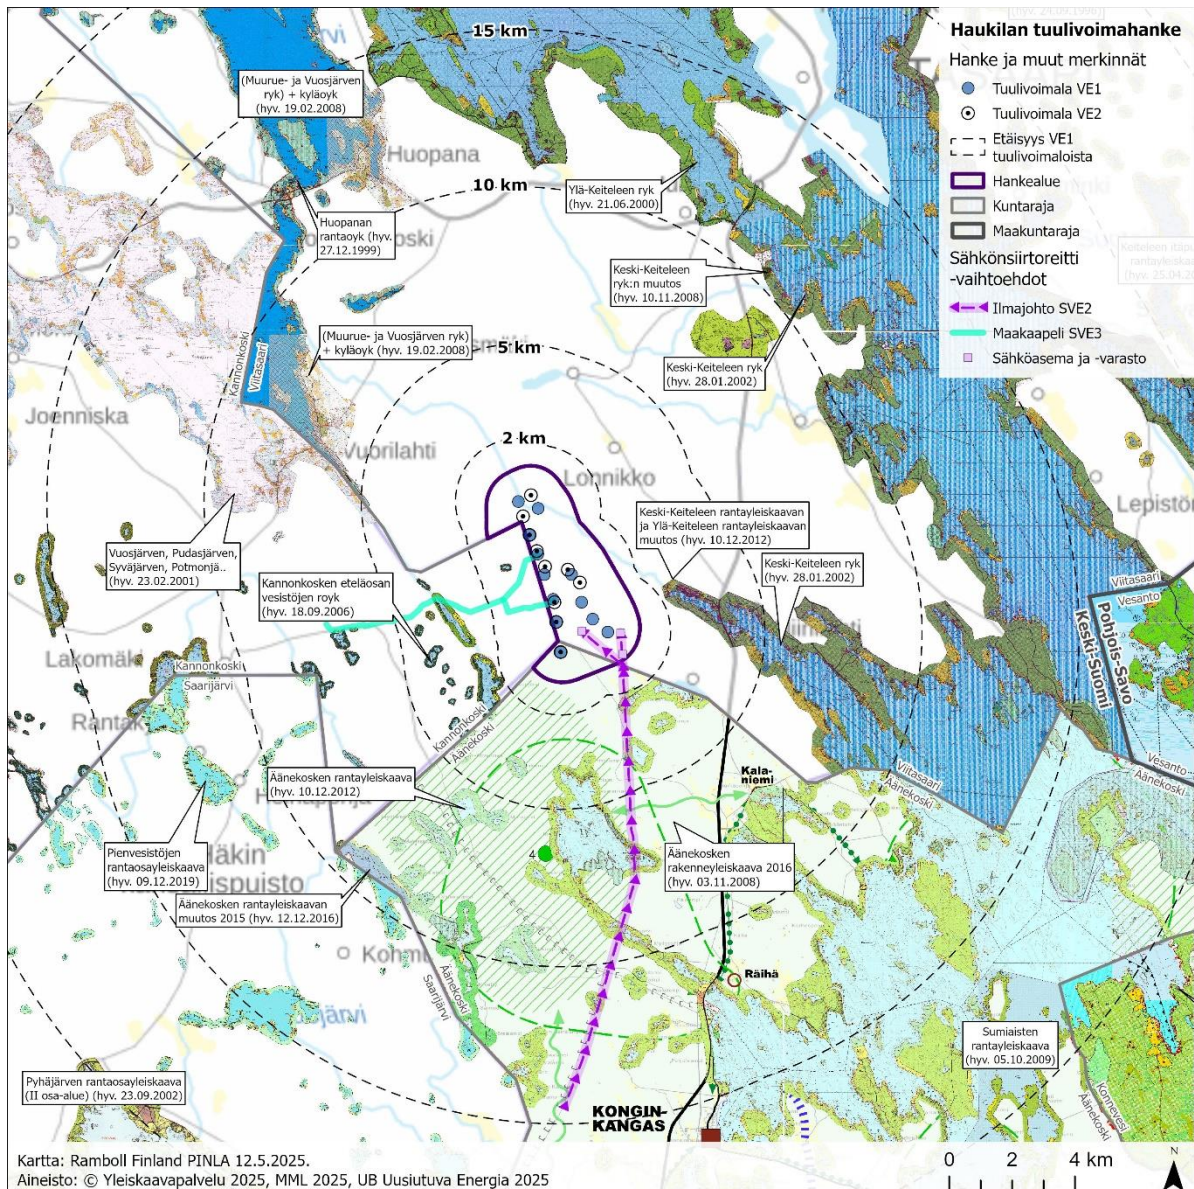 15 km
(Muurue- ja Vuosjärven
ryk) + kyläoyk
(hyv. 19.02.2008)
Huopana
10 km
Ylä-Keiteleen ryk
(hyv. 21.06.2000)
Huopanan
rantaoyk (hyv.
27.12.1999)
Keski-Keiteleen
ryk:n muutos
(hyv. 10.11.2008)
(Muurue- ja Vuosjärven ryk)
+ kyläoyk (hyv. 19.02.2008)
5 km
Keski-Keiteleen ryk
(hyv. 28.01.2002)
Kannonkoski
Viitasaari
Joenniska
Vuorilahti
2 km
Lonnikko
Keski-Keiteleen rantayleiskaavan
ja Ylä-Keiteleen rantayleiskaavan
muutos (hyv. 10.12.2012)
Vuosjärven, Pudasjärven,
Syväjärven, Potmonjä..
(hyv. 23.02.2001)
Keski-Keiteleen ryk
(hyv. 28.01.2002)
Kannonkosken eteläosan
vesistöjen royk
(hyv. 18.09.2006)
Viitasaari
Vesanto
Pohjois-Savo
Keski-Suomi
Lakomäki
Kannonkoski
Saarijärvi
Kannonkoski
Äänekoski
Viitasaari
Äänekoski
Vesanto
Äänekoski
Äänekosken rantayleiskaava
(hyv. 10.12.2012)
Kala-
niemi
Pienvesistöjen
rantaosayleiskaava
(hyv. 09.12.2019)
4
Äänekosken
rakenneyleiskaava 2016
(hyv. 03.11.2008)
Äänekosken rantayleiskaavan
muutos 2015 (hyv. 12.12.2016)
Äänekoski
Saarijärvi
Räihä
Sumiaisten
rantayleiskaava
(hyv. 05.10.2009)
Pyhäjärven rantaosayleiskaava
(II osa-alue) (hyv. 23.09.2002)
Konnevesi
Äänekoski
KONGIN-
KANGAS
Haukilan tuulivoimahanke
Hanke ja muut merkinnät
Tuulivoimala VE1
Tuulivoimala VE2
Etäisyys VE1
tuulivoimaloista
Hankealue
Kuntaraja
Maakuntaraja
Sähkönsiirtoreitti
-vaihtoehdot
Ilmajohto SVE2
Maakaapeli SVE3
Sähköasema ja -varasto
Kartta: Ramboll Finland PINLA 12.5.2025.
Aineisto: © Yleiskaavapalvelu 2025, MML 2025, UB Uusiutuva Energia 2025
0 2 4 km
N